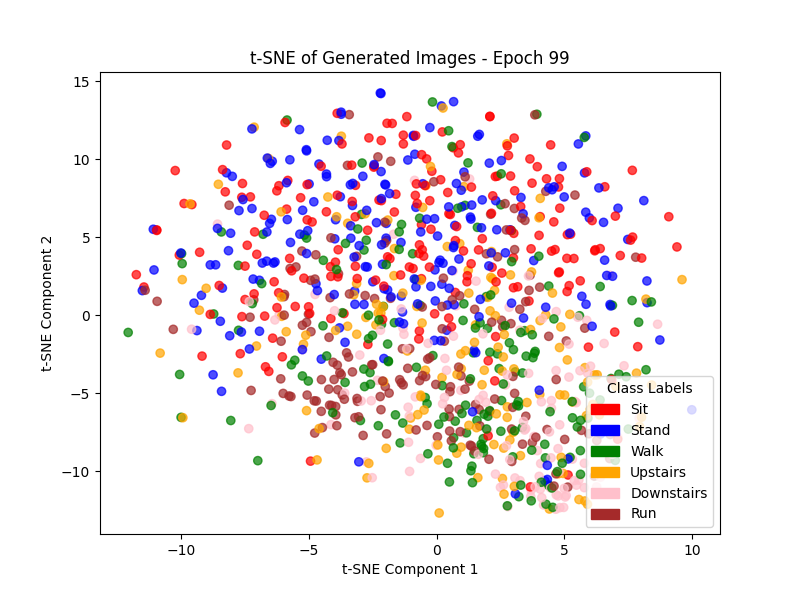 t-SNE of Generated Images - Epoch 99
15
10
5
0
−5
−10
t-SNE Component 2
−10
−5
0
5
10
t-SNE Component 1
Class Labels
Sit
Stand
Walk
Upstairs
Downstairs
Run